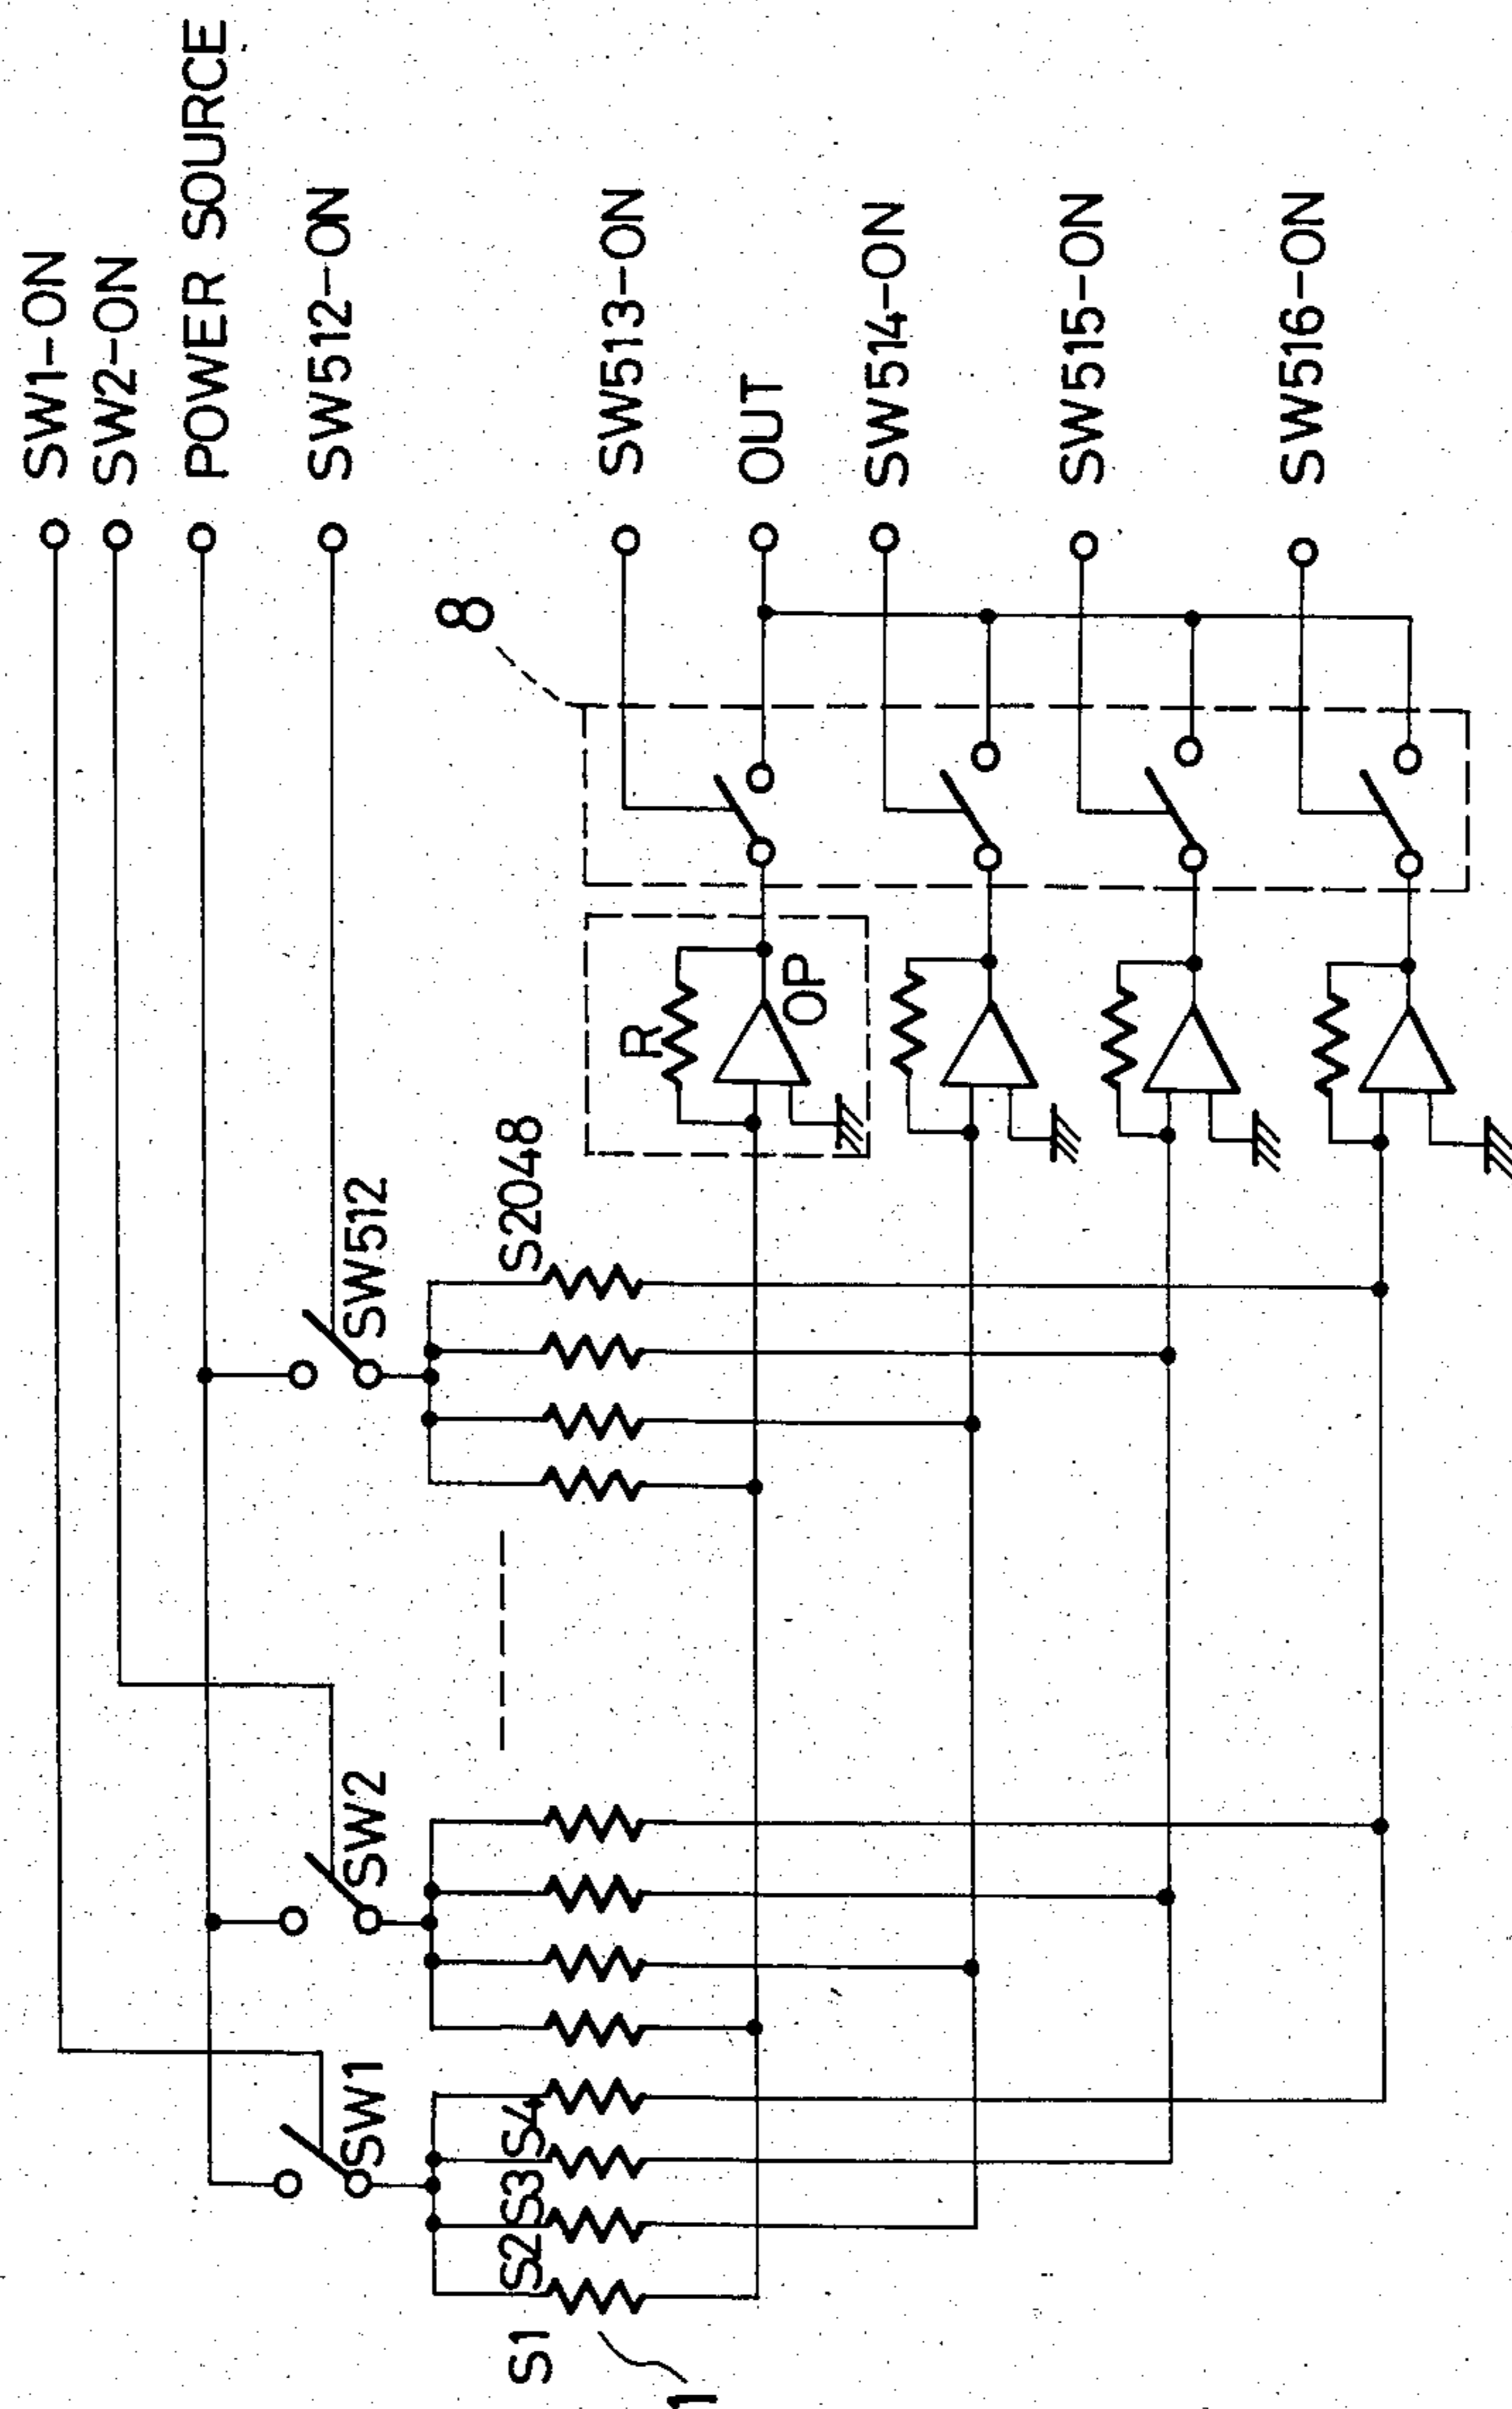 SW1-ON
SW2-ON
POWER SOURCE
SW512-ON
SW513-ON
OUT
SW514-ON
SW515-ON
SW516-ON
8
R
OP
SW1
SW2
SW512
S1
S2
S3
S4
S2048
1